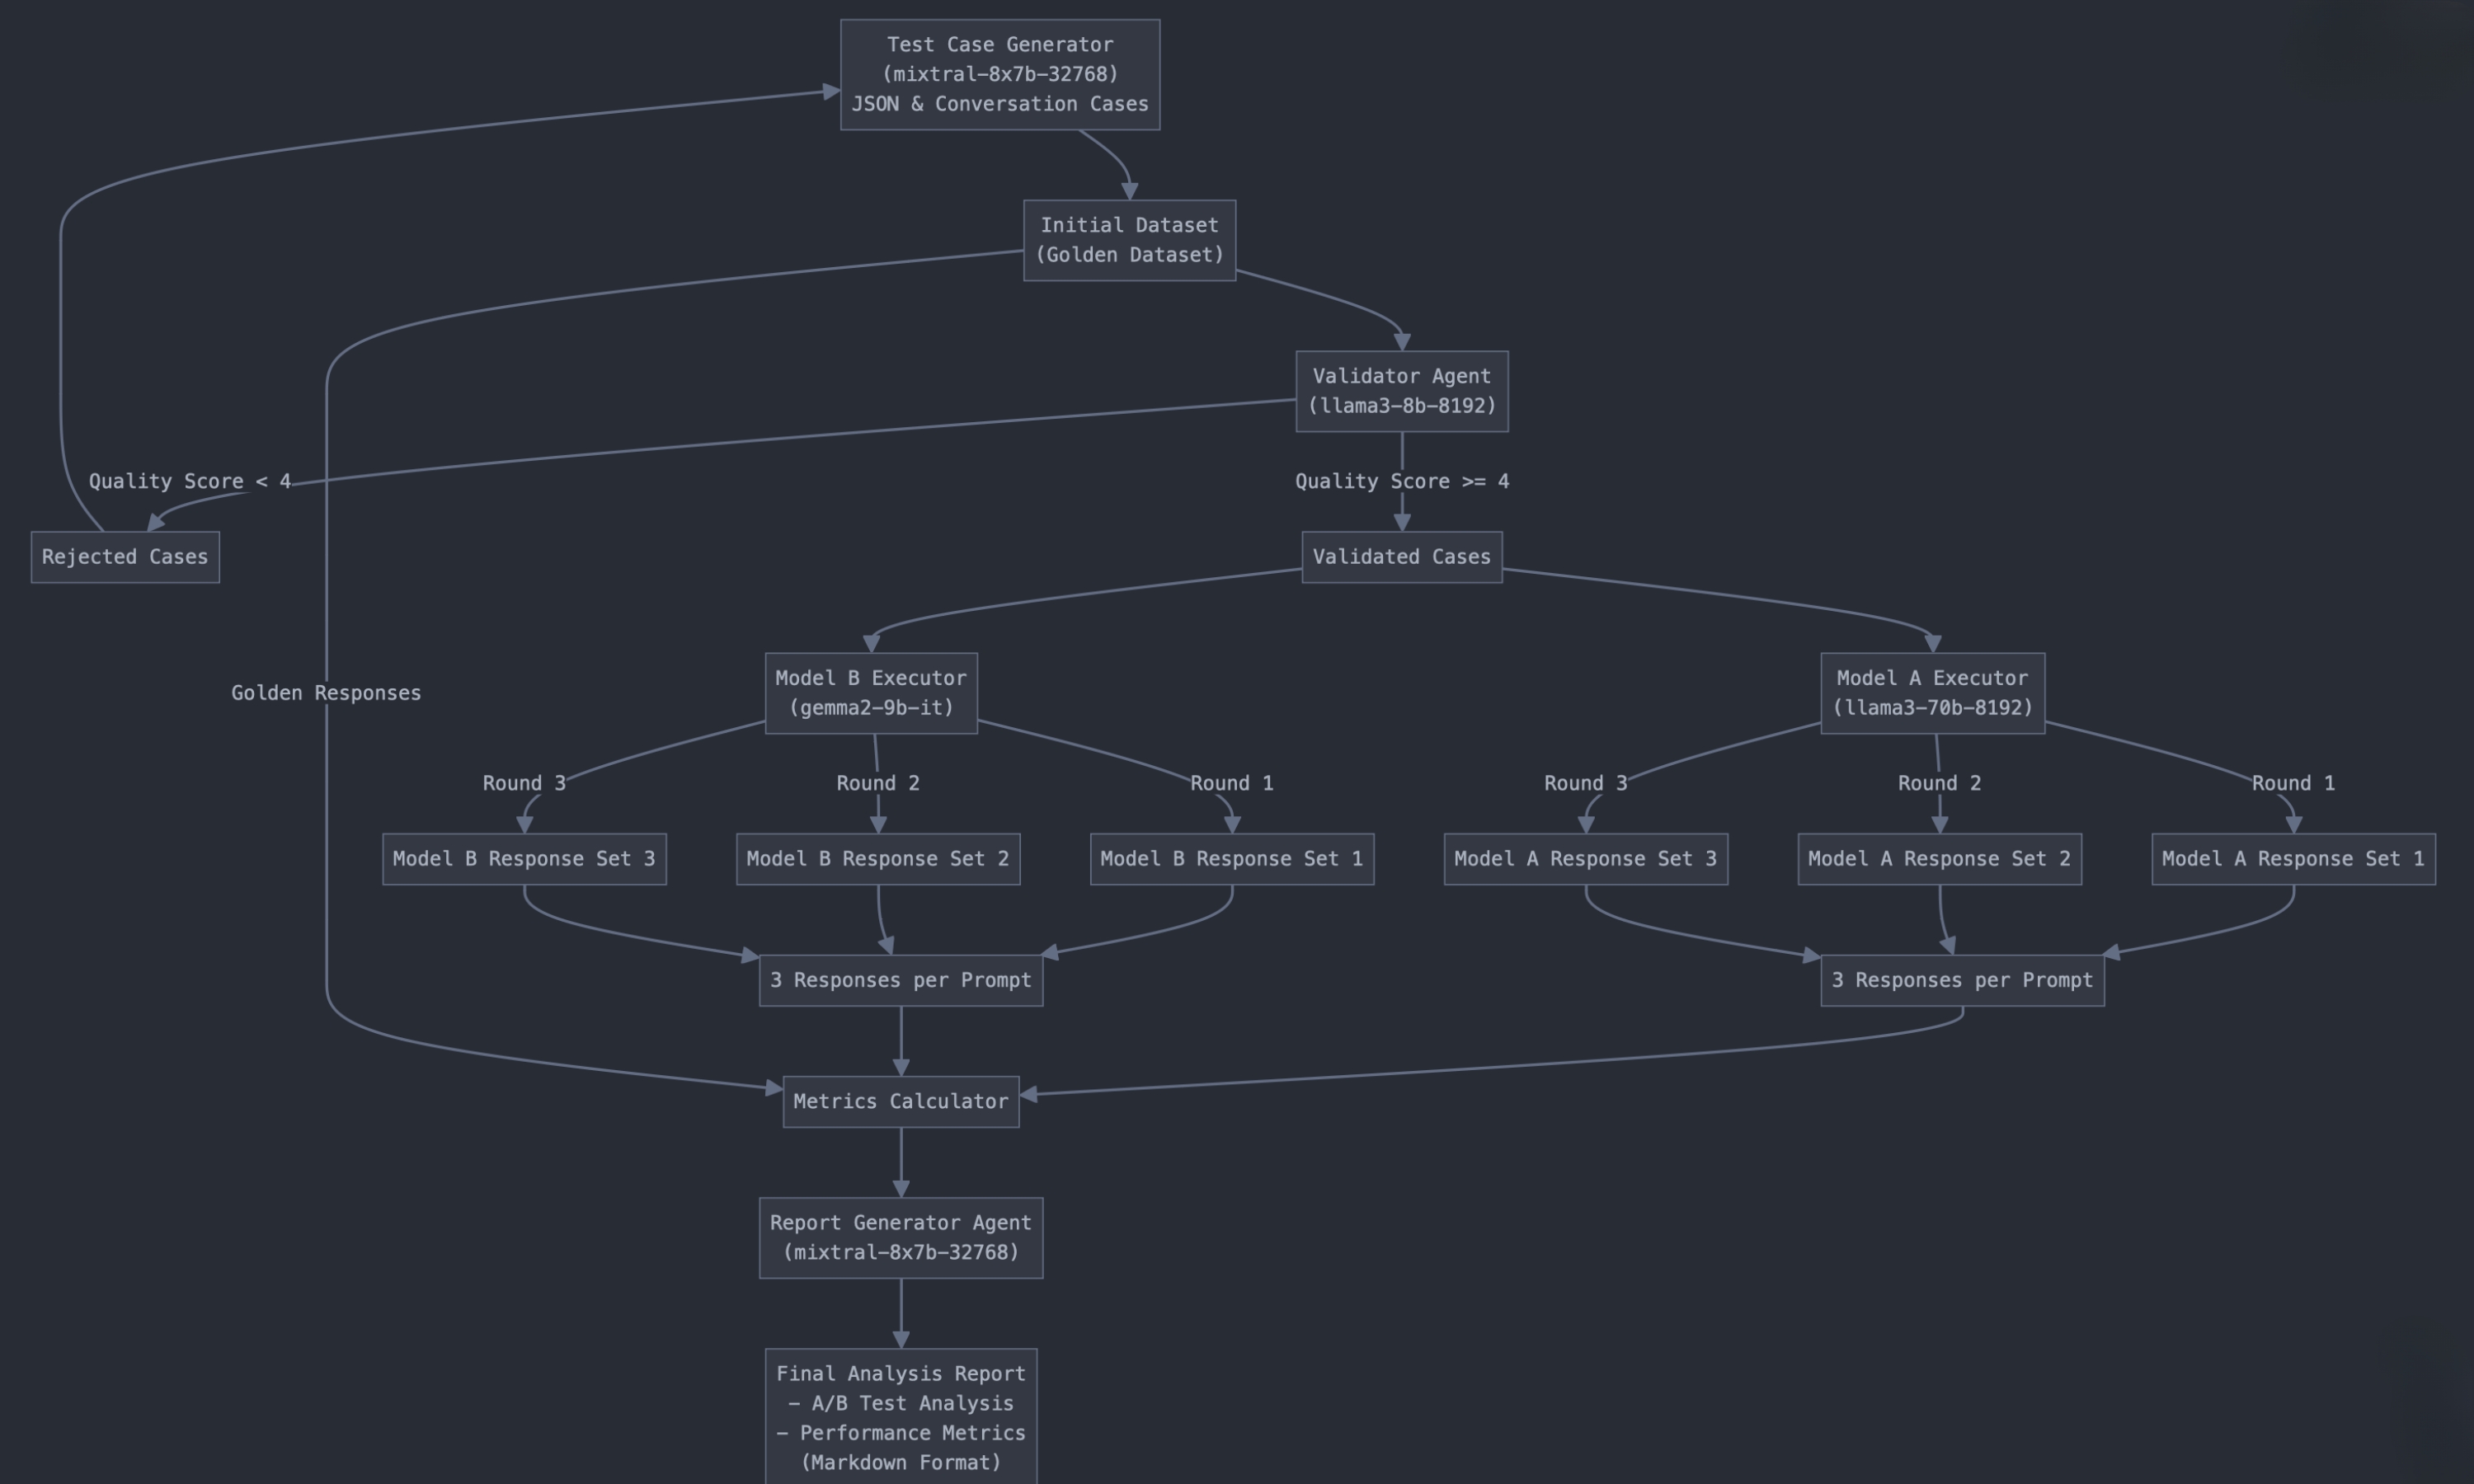 Test Case Generator
(mixtral-8x7b-32768)
JSON & Conversation Cases
Initial Dataset
(Golden Dataset)
Validator Agent
(llama3-8b-8192)
Quality Score < 4
Quality Score >= 4
Rejected Cases
Validated Cases
Golden Responses
Model B Executor
(gemma2-9b-it)
Model A Executor
(llama3-70b-8192)
Round 3
Round 2
Round 1
Round 3
Round 2
Round 1
Model B Response Set 3
Model B Response Set 2
Model B Response Set 1
Model A Response Set 3
Model A Response Set 2
Model A Response Set 1
3 Responses per Prompt
3 Responses per Prompt
Metrics Calculator
Report Generator Agent
(mixtral-8x7b-32768)
Final Analysis Report
- A/B Test Analysis
- Performance Metrics
(Markdown Format)